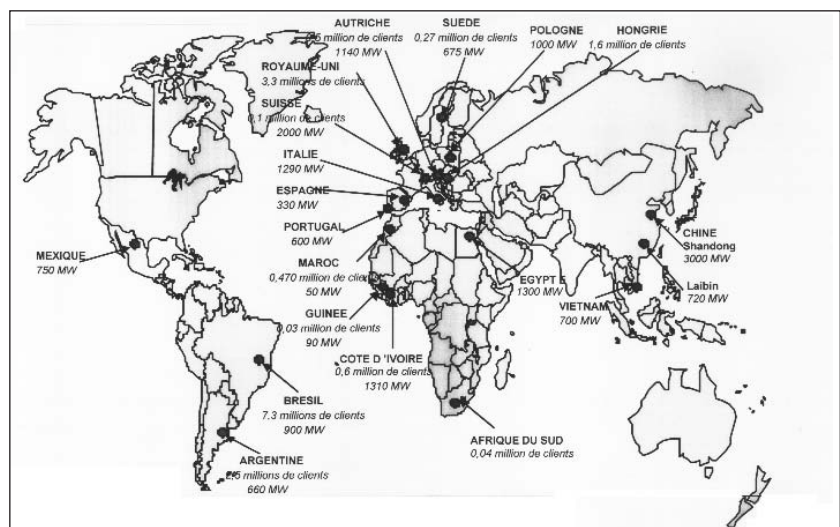 AUTRICHE
million de clients
1140 MW
SUEDE
0,27 million de clients
675 MW
POLOGNE
1000 MW
HONGRIE
1,6 million de clients
ROYAUME-UNI
3,3 millions de clients
SUISSE
0,1 million de clients
2000 MW
ITALIE
1290 MW
ESPAGNE
330 MW
PORTUGAL
600 MW
MAROC
0,470 million de clients
50 MW
GUINEE
0,03 million de clients
90 MW
COTE D 'IVOIRE
0,6 million de clients
1310 MW
EGYPT E
1300 MW
MEXIQUE
750 MW
CHINE
Shandong
3000 MW
Laibin
720 MW
VIETNAM
700 MW
BRESIL
7.3 millions de clients
900 MW
ARGENTINE
millions de clients
660 MW
AFRIQUE DU SUD
0,04 million de clients